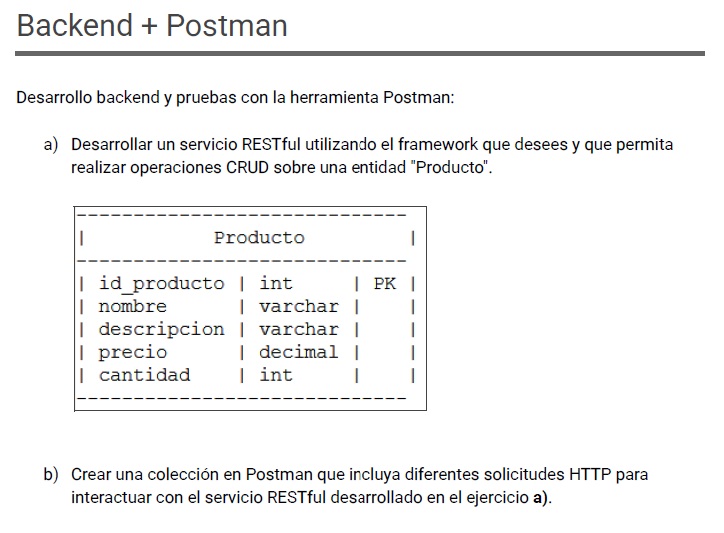 Backend + Postman
Desarrollo backend y pruebas con la herramienta Postman:
a) Desarrollar un servicio RESTful utilizando el framework que desees y que permita
realizar operaciones CRUD sobre una entidad "Producto".
-----------------------------
| Producto |
-----------------------------
| id_producto | int | PK |
| nombre | varchar | |
| descripcion | varchar | |
| precio | decimal | |
| cantidad | int | |
-----------------------------
b) Crear una colección en Postman que incluya diferentes solicitudes HTTP para
interactuar con el servicio RESTful desarrollado en el ejercicio a).